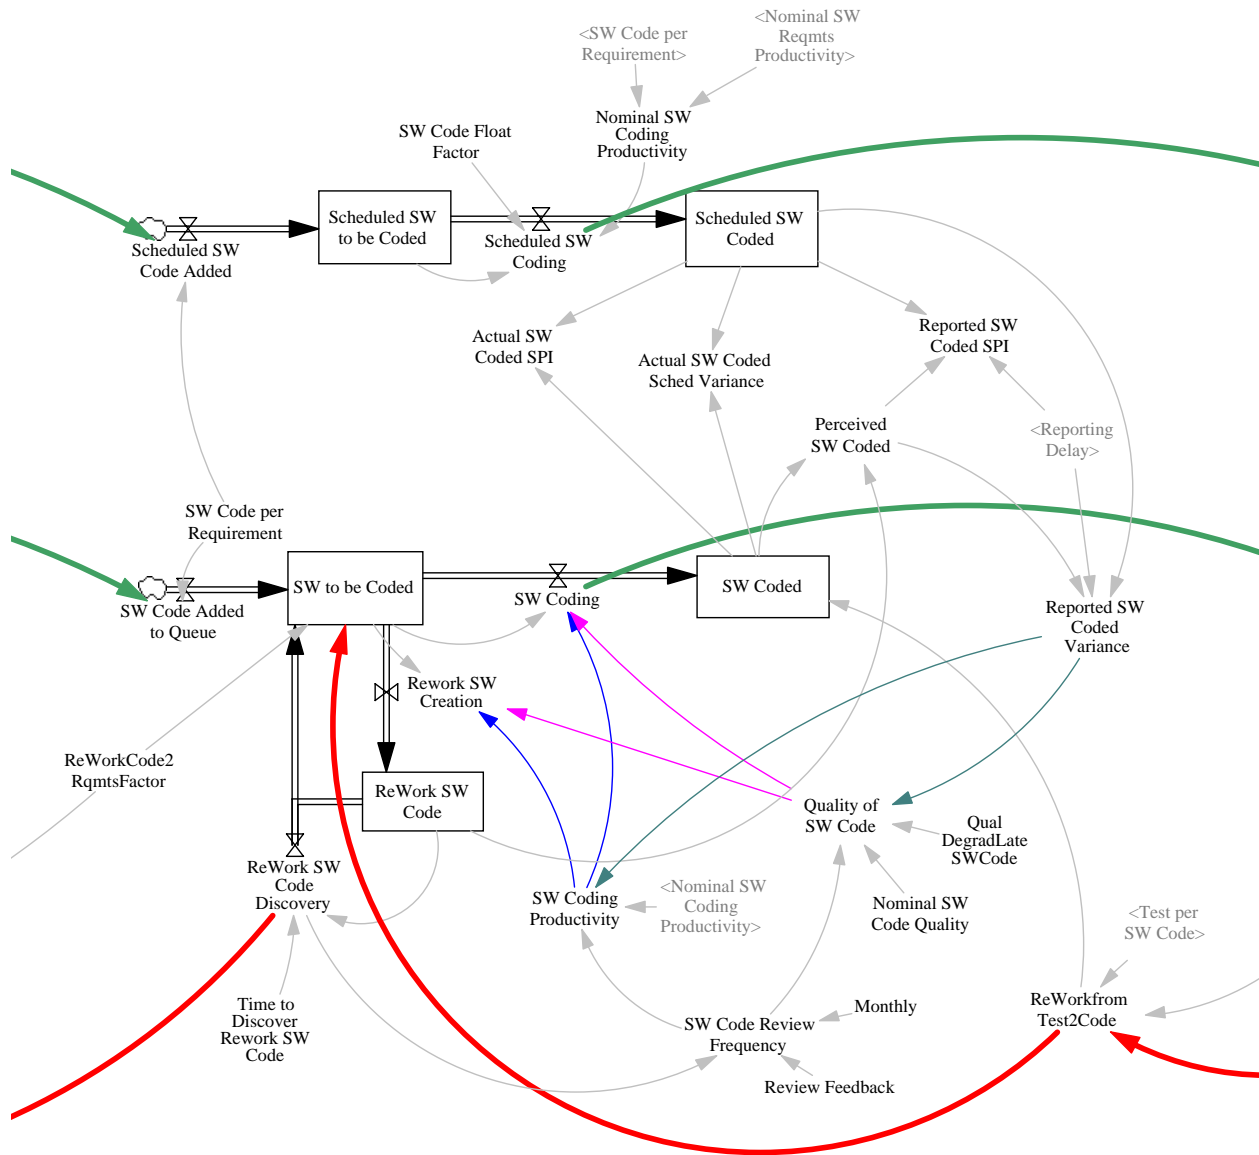 <SW Code per
Requirement>
<Nominal SW
Reqmts
Productivity>
SW Code Float
Factor
Nominal SW
Coding
Productivity
Scheduled SW
to be Coded
Scheduled SW
Coded
Scheduled SW
Code Added
Scheduled SW
Coding
Actual SW
Coded SPI
Actual SW Coded
Sched Variance
Reported SW
Coded SPI
Perceived
SW Coded
<Reporting
Delay>
SW Code per
Requirement
SW to be Coded
SW Coding
SW Coded
SW Code Added
to Queue
Reported SW
Coded
Variance
Rework SW
Creation
ReWorkCode2
RqmtsFactor
ReWork SW
Code
Quality of
SW Code
Qual
DegradLate
SWCode
ReWork SW
Code
Discovery
SW Coding
Productivity
<Nominal SW
Coding
Productivity>
Nominal SW
Code Quality
<Test per
SW Code>
Time to
Discover
Rework SW
Code
SW Code Review
Frequency
Monthly
Review Feedback
ReWorkfrom
Test2Code